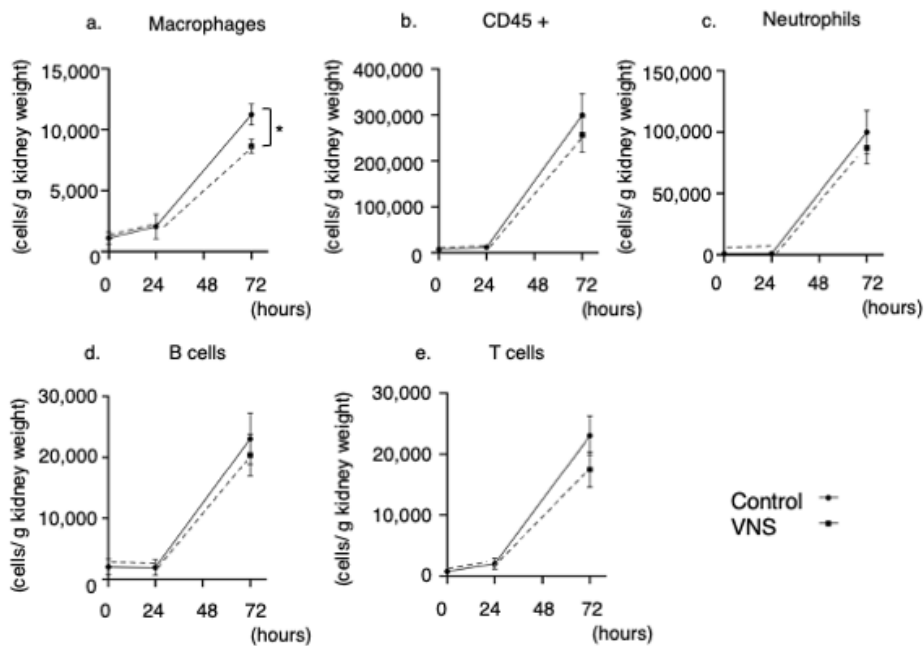 a. Macrophages
(cells/ g kidney weight)
15,000
10,000
5,000
0
*
0 24 48 72
(hours)
b. CD45 +
(cells/ g kidney weight)
400,000
300,000
200,000
100,000
0
0 24 48 72
(hours)
c. Neutrophils
(cells/ g kidney weight)
150,000
100,000
50,000
0
0 24 48 72
(hours)
d. B cells
(cells/ g kidney weight)
30,000
20,000
10,000
0
0 24 48 72
(hours)
e. T cells
(cells/ g kidney weight)
30,000
20,000
10,000
0
0 24 48 72
(hours)
Control
VNS